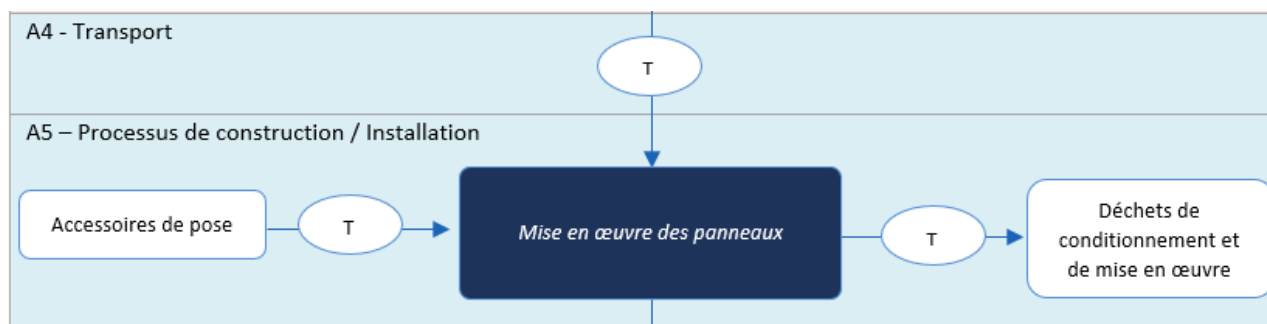 A4 - Transport
T
A5 – Processus de construction / Installation
Accessoires de pose
T
Mise en œuvre des panneaux
T
Déchets de
conditionnement et
de mise en œuvre